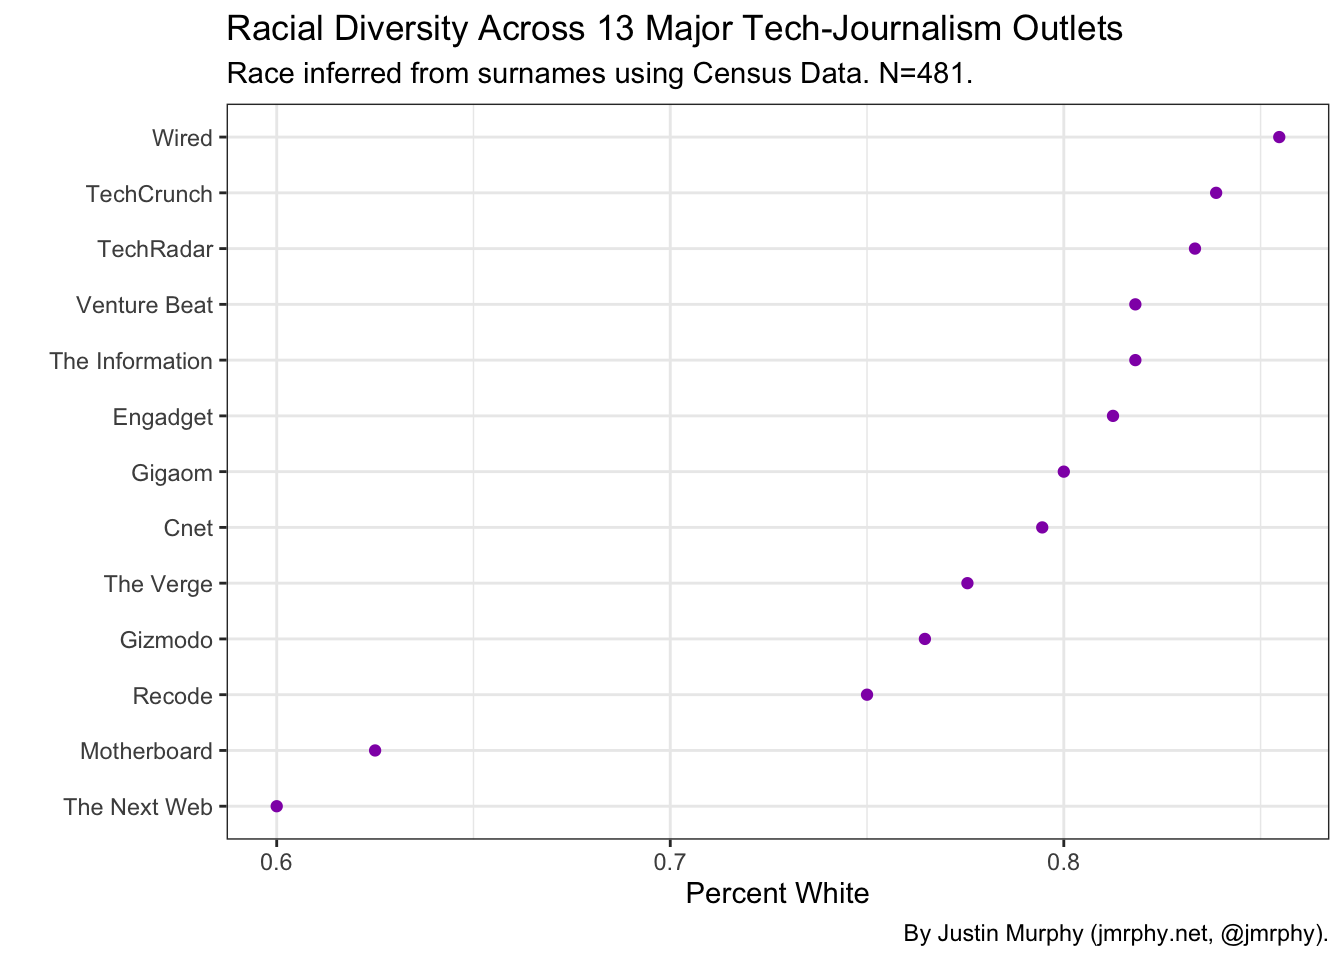 Racial Diversity Across 13 Major Tech-Journalism Outlets
Race inferred from surnames using Census Data. N=481.
Wired
TechCrunch
TechRadar
Venture Beat
The Information
Engadget
Gigaom
Cnet
The Verge
Gizmodo
Recode
Motherboard
The Next Web
0.6 0.7 0.8
Percent White
By Justin Murphy (jmrphy.net, @jmrphy).